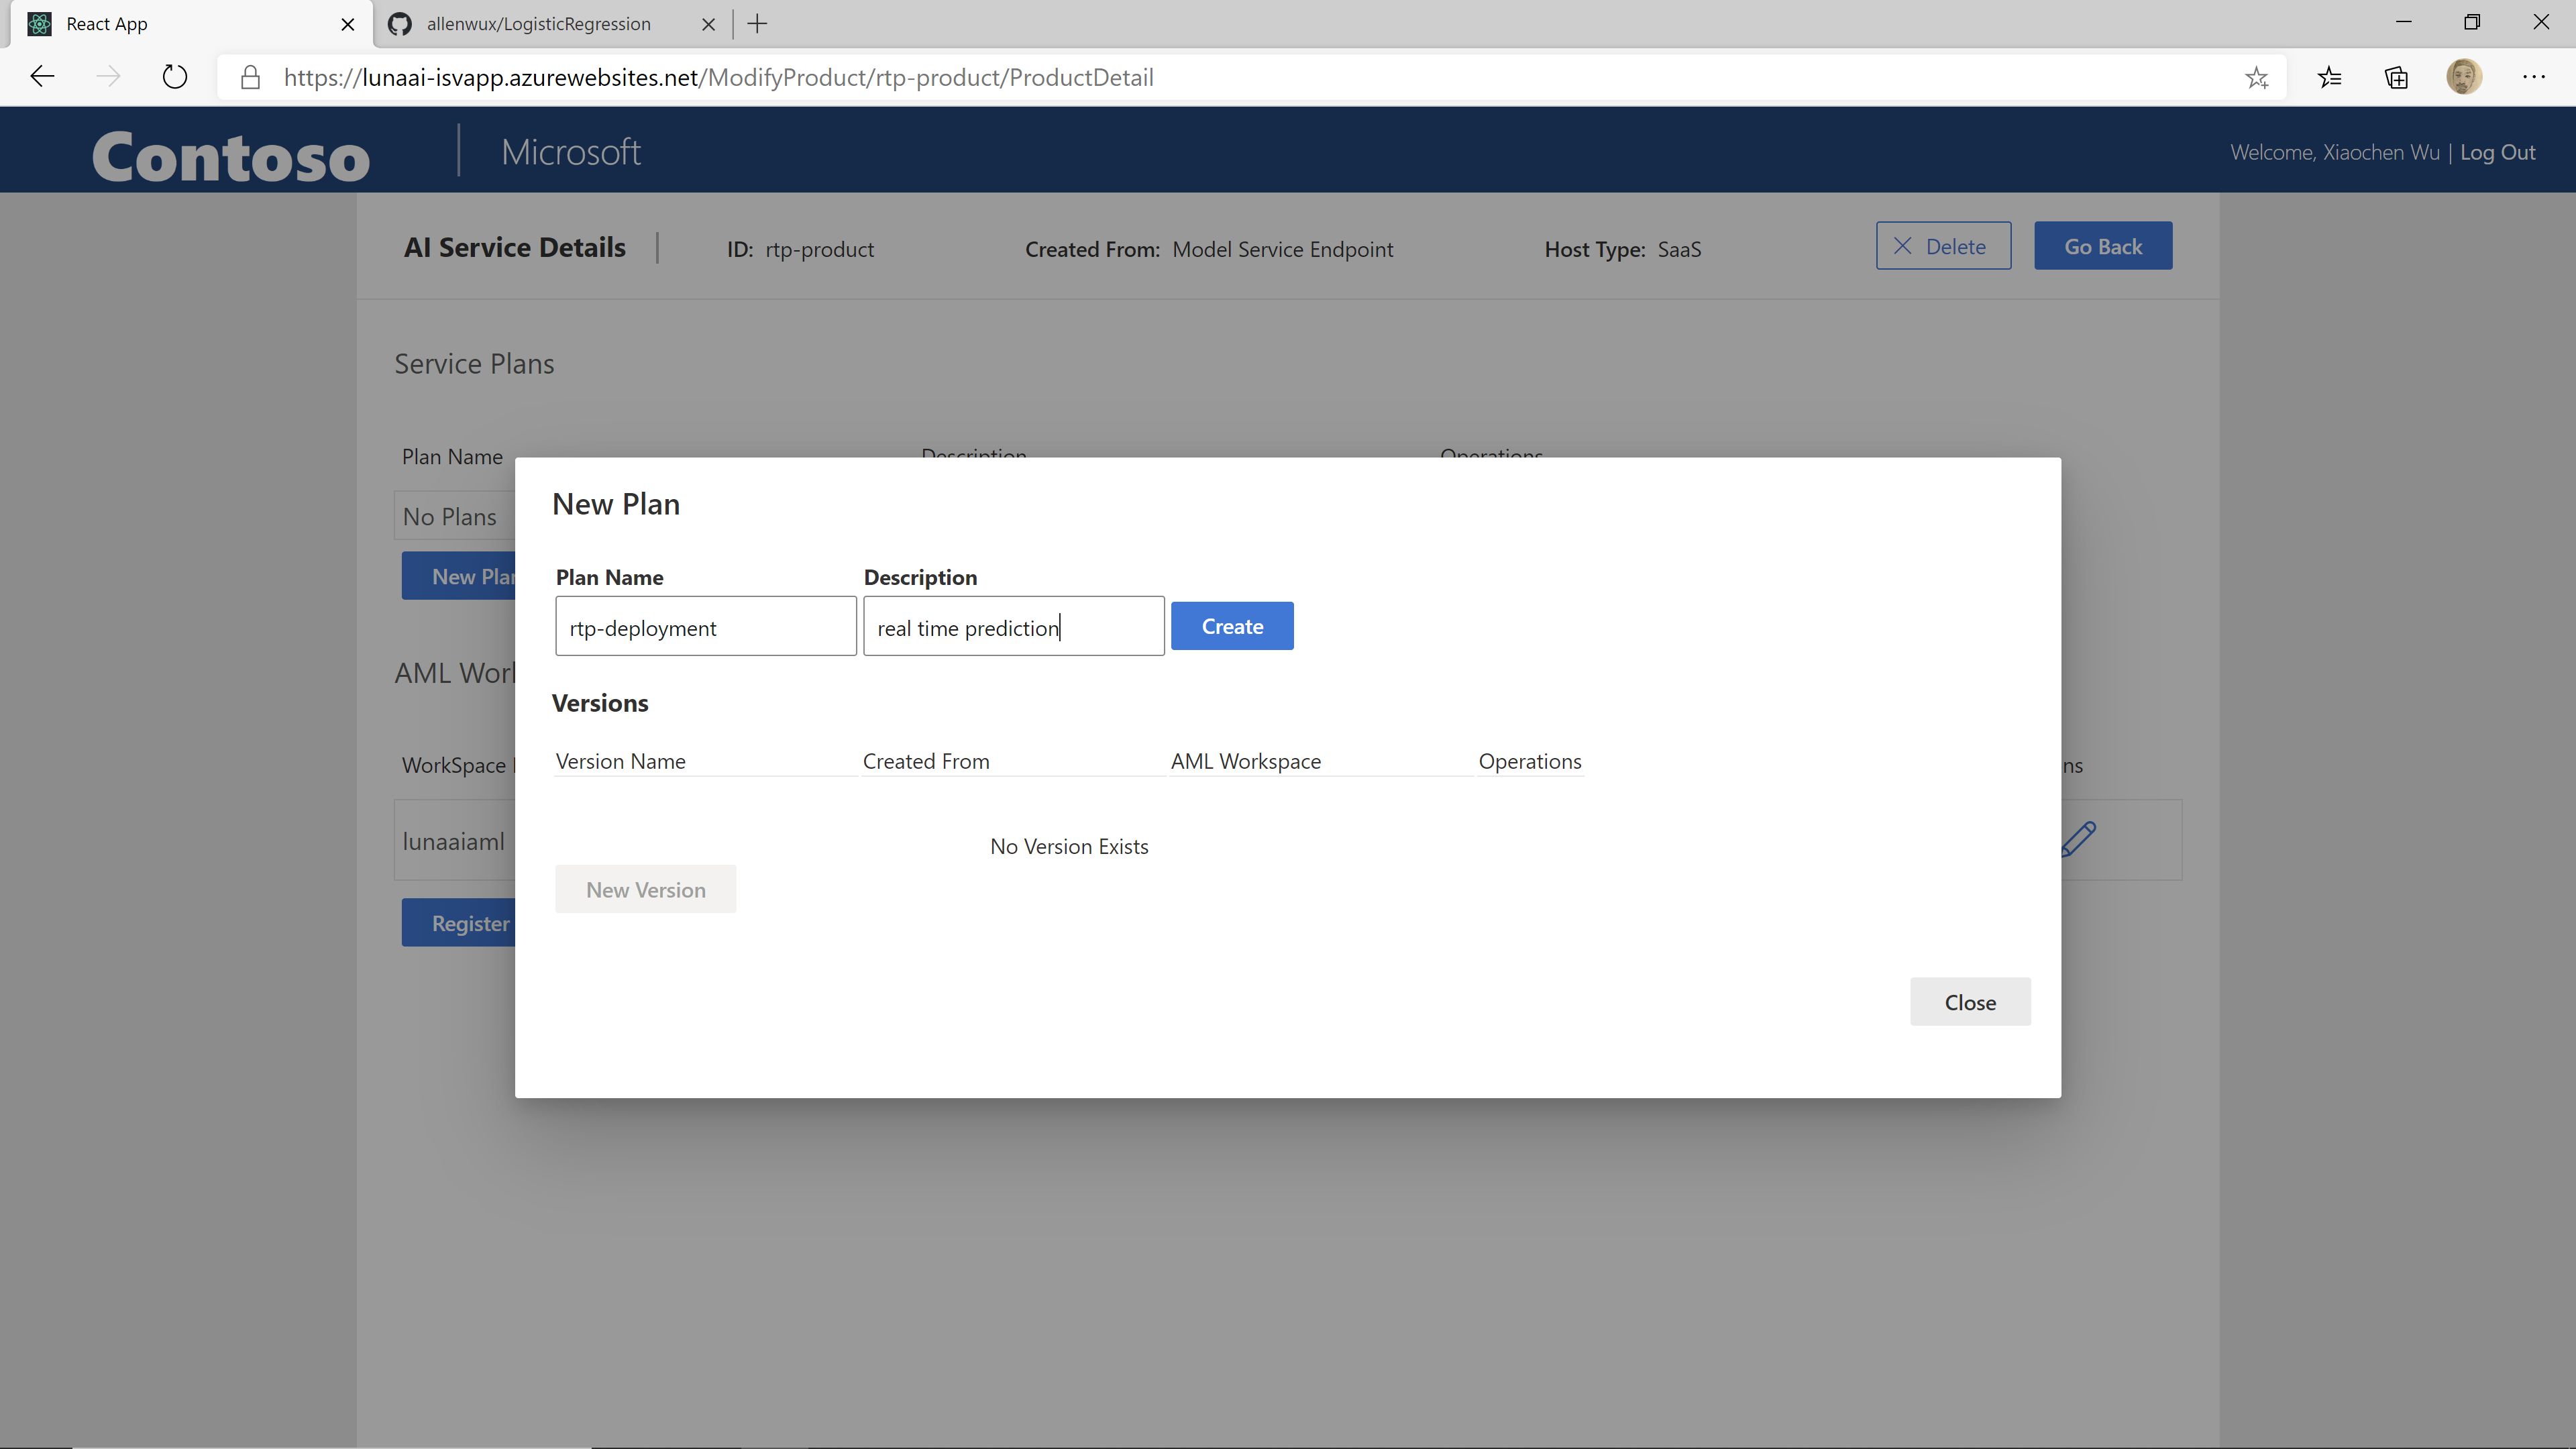 React App
allenwux/LogisticRegression
https://lunaai-isvapp.azurewebsites.net/ModifyProduct/rtp-product/ProductDetail
Contoso Microsoft Welcome, Xiaochen Wu | Log Out
AI Service Details ID: rtp-product Created From: Model Service Endpoint Host Type: SaaS Delete Go Back
Service Plans
Plan Name Description Operations
No Plans
New Plan
New Plan
Plan Name Description
rtp-deployment real time prediction Create
AML Work
Versions
Version Name Created From AML Workspace Operations
WorkSpace ns
No Version Exists
lunaaiaml
New Version
Register
Close